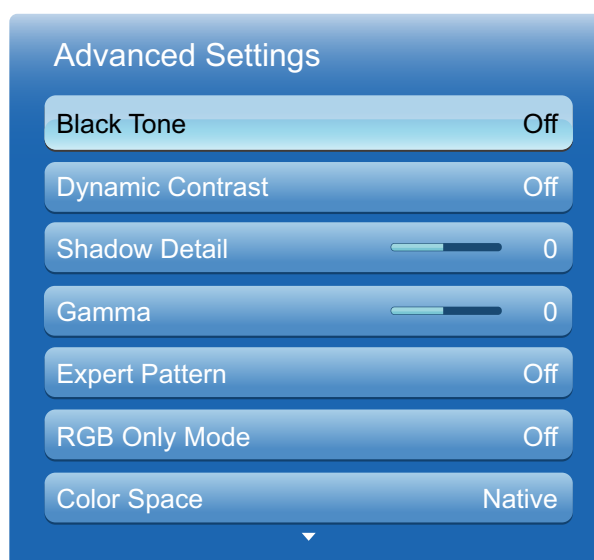 Advanced Settings
Black Tone Off
Dynamic Contrast Off
Shadow Detail 0
Gamma 0
Expert Pattern Off
RGB Only Mode Off
Color Space Native